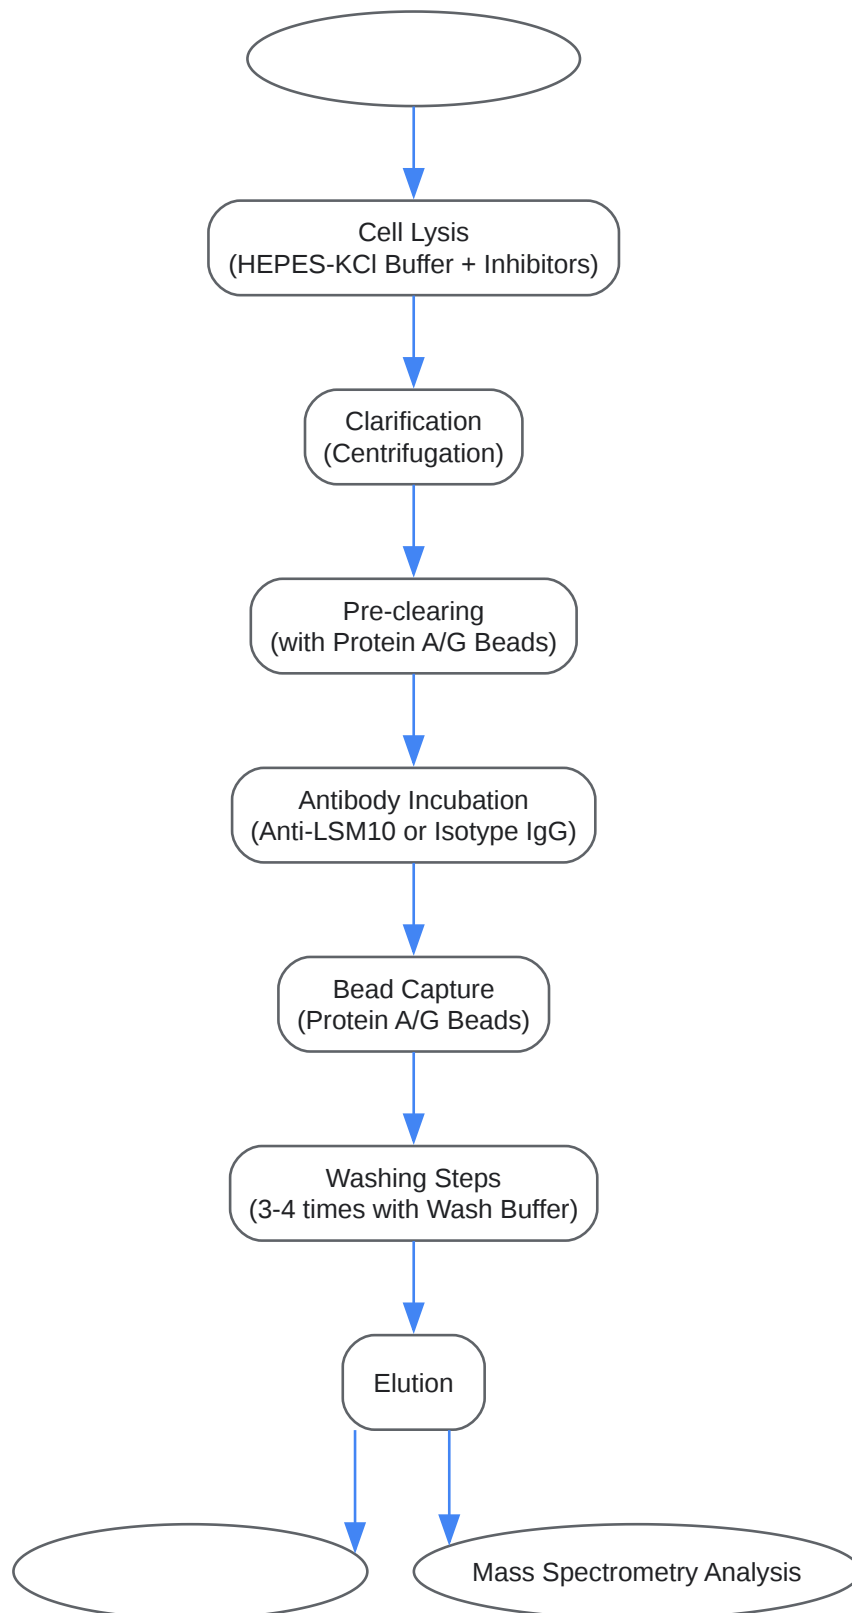 Cell Lysis
(HEPES-KCl Buffer + Inhibitors)
Clarification
(Centrifugation)
Pre-clearing
(with Protein A/G Beads)
Antibody Incubation
(Anti-LSM10 or Isotype IgG)
Bead Capture
(Protein A/G Beads)
Washing Steps
(3-4 times with Wash Buffer)
Elution
Mass Spectrometry Analysis